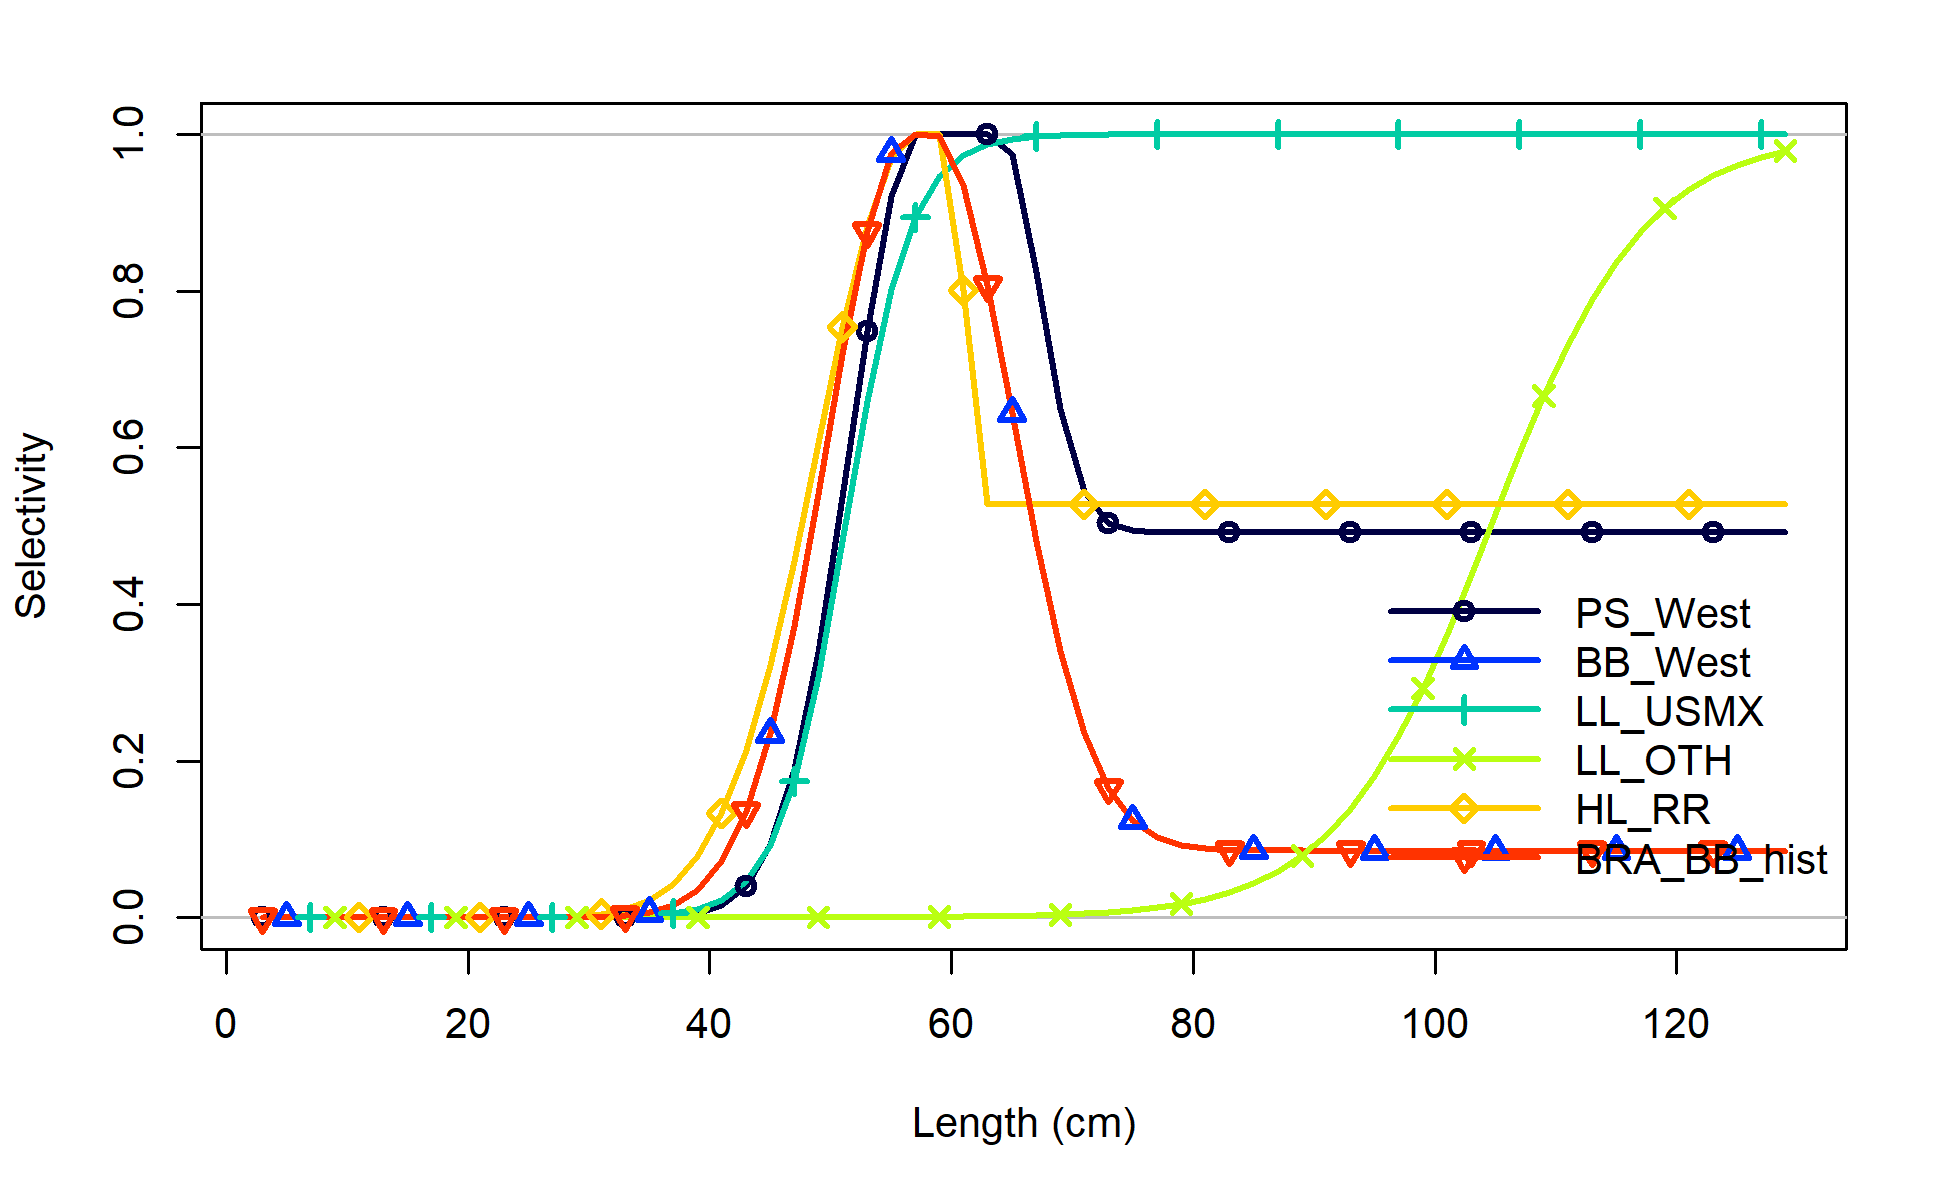 1.0
0.8
0.6
0.4
0.2
0.0
Selectivity
PS_West
BB_West
LL_USMX
LL_OTH
HL_RR
BRA_BB_hist
0 20 40 60 80 100 120
Length (cm)